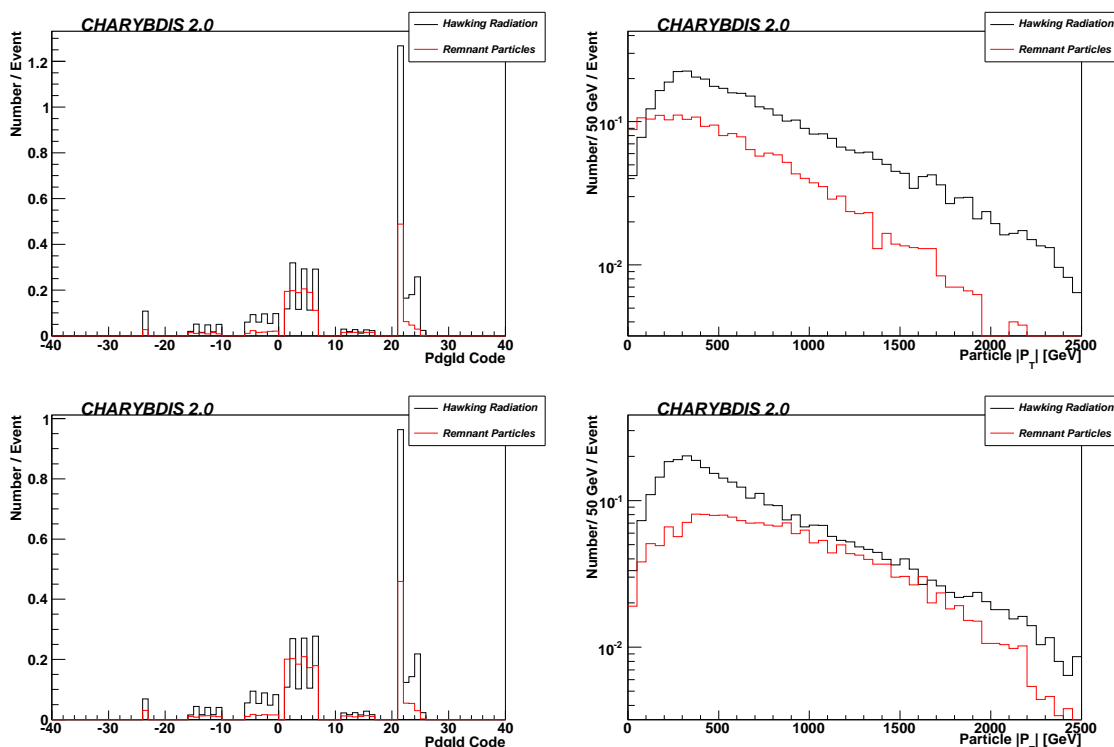 CHARYBDIS 2.0
Hawking Radiation
Remnant Particles
Number / Event
1.2
1
0.8
0.6
0.4
0.2
0
-40 -30 -20 -10 0 10 20 30 40
PdgId Code
CHARYBDIS 2.0
Hawking Radiation
Remnant Particles
Number/ 50 GeV / Event
10-1
10-2
0 500 1000 1500 2000 2500
Particle |PT| [GeV]
CHARYBDIS 2.0
Hawking Radiation
Remnant Particles
Number / Event
1
0.8
0.6
0.4
0.2
0
-40 -30 -20 -10 0 10 20 30 40
PdgId Code
CHARYBDIS 2.0
Hawking Radiation
Remnant Particles
Number/ 50 GeV / Event
10-1
10-2
0 500 1000 1500 2000 2500
Particle |PT| [GeV]